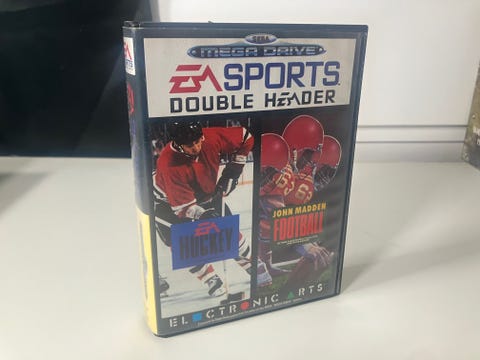 SEGA
MEGA DRIVE
EA SPORTS
DOUBLE HEADER
EA
HOCKEY
JOHN MADDEN
FOOTBALL
ELECTRONIC ARTS